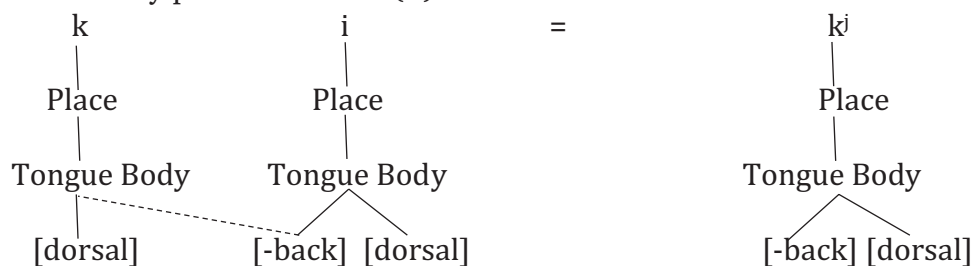 k i = kʲ
Place Place Place
Tongue Body Tongue Body Tongue Body
[dorsal] [-back] [dorsal] [-back] [dorsal]